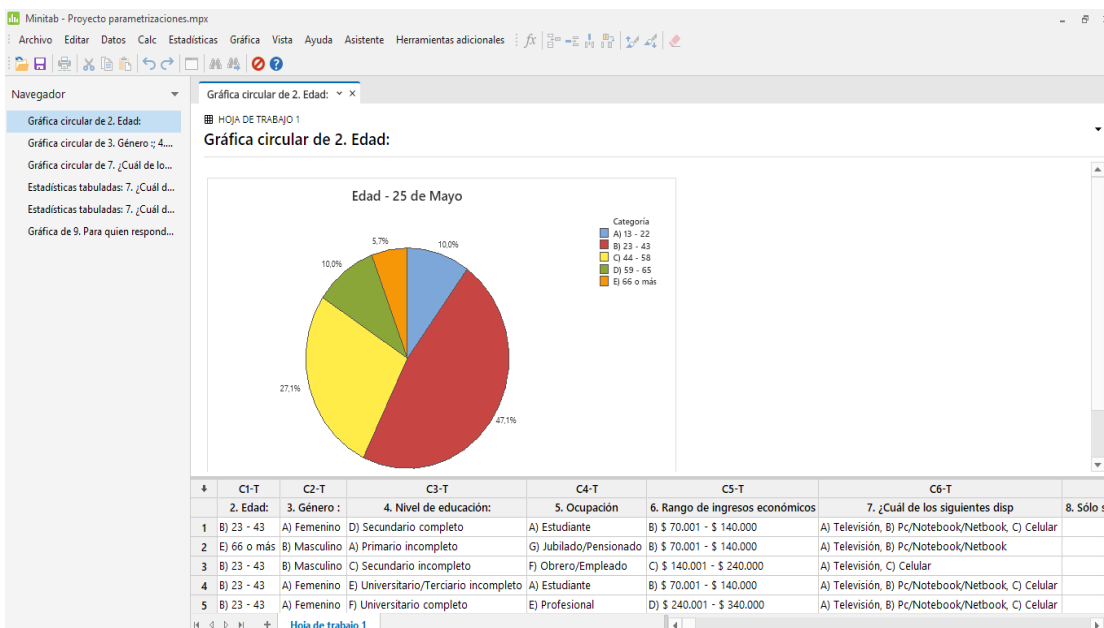 Minitab - Proyecto parametrizaciones.mpx
Archivo Editar Datos Calc Estadísticas Gráfica Vista Ayuda Asistente Herramientas adicionales
Navegador
Gráfica circular de 2. Edad:
Gráfica circular de 3. Género :; 4....
Gráfica circular de 7. ¿Cuál de lo...
Estadísticas tabuladas: 7. ¿Cuál d...
Estadísticas tabuladas: 7. ¿Cuál d...
Gráfica de 9. Para quien respond...
Gráfica circular de 2. Edad:
HOJA DE TRABAJO 1
Gráfica circular de 2. Edad:
Edad - 25 de Mayo
Categoría
A) 13 - 22
B) 23 - 43
C) 44 - 58
D) 59 - 65
E) 66 o más
5,7%
10,0%
10,0%
27,1%
47,1%
C1-T C2-T C3-T C4-T C5-T C6-T
2. Edad: 3. Género : 4. Nivel de educación: 5. Ocupación 6. Rango de ingresos económicos 7. ¿Cuál de los siguientes disp 8. Sólo s
1 B) 23 - 43 A) Femenino D) Secundario completo A) Estudiante B) $ 70.001 - $ 140.000 A) Televisión, B) Pc/Notebook/Netbook, C) Celular
2 E) 66 o más B) Masculino A) Primario incompleto G) Jubilado/Pensionado B) $ 70.001 - $ 140.000 A) Televisión, B) Pc/Notebook/Netbook
3 B) 23 - 43 B) Masculino C) Secundario incompleto F) Obrero/Empleado C) $ 140.001 - $ 240.000 A) Televisión, C) Celular
4 B) 23 - 43 A) Femenino E) Universitario/Terciario incompleto A) Estudiante B) $ 70.001 - $ 140.000 A) Televisión, B) Pc/Notebook/Netbook, C) Celular
5 B) 23 - 43 A) Femenino F) Universitario completo E) Profesional D) $ 240.001 - $ 340.000 A) Televisión, B) Pc/Notebook/Netbook, C) Celular
Hoja de trabajo 1